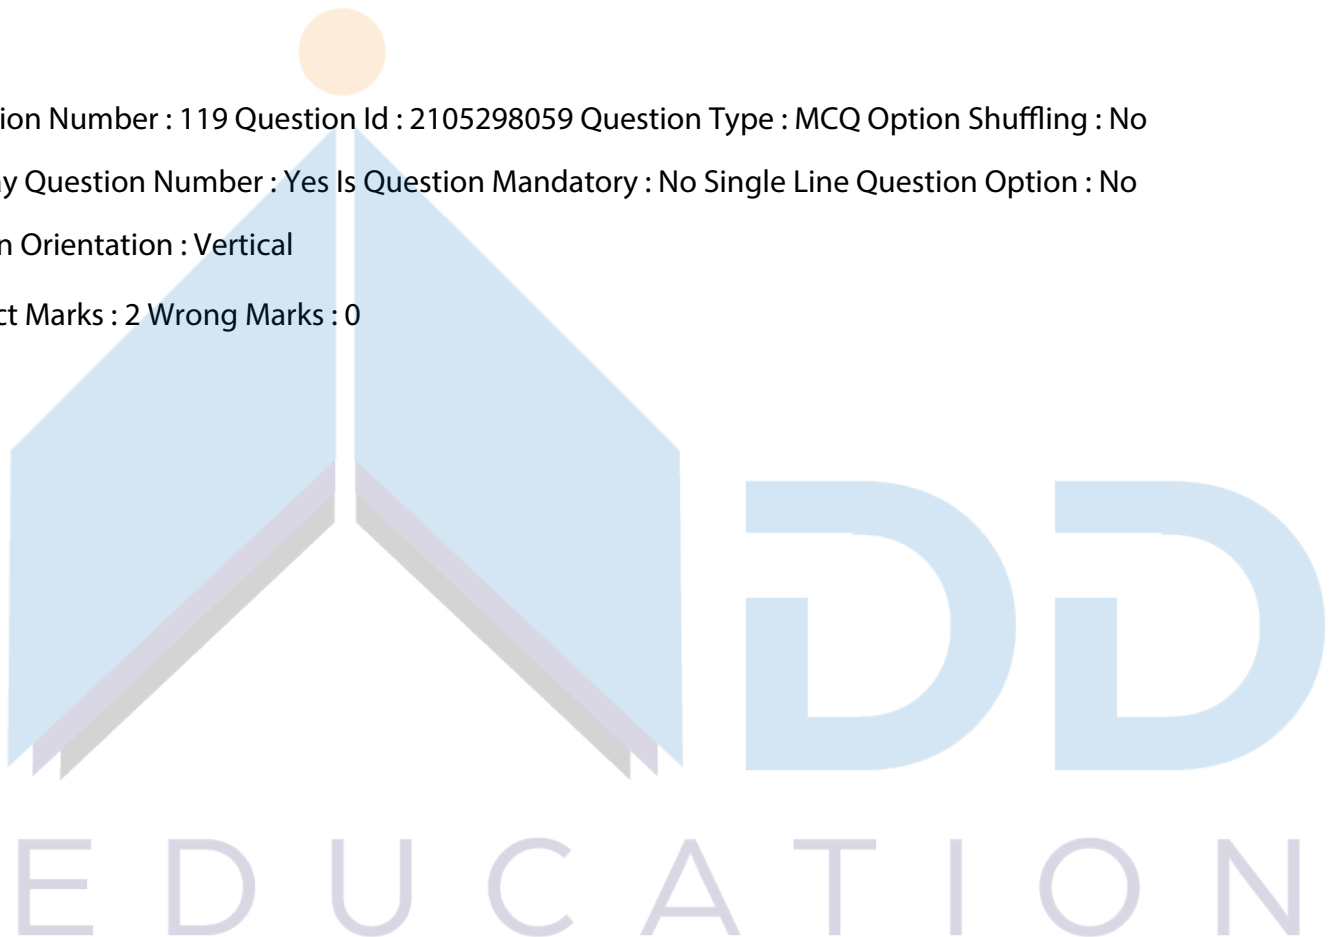 ion Number : 119 Question Id : 2105298059 Question Type : MCQ Option Shuffling : No
y Question Number : Yes Is Question Mandatory : No Single Line Question Option : No
n Orientation : Vertical
ct Marks : 2 Wrong Marks : 0
DD
EDUCATION